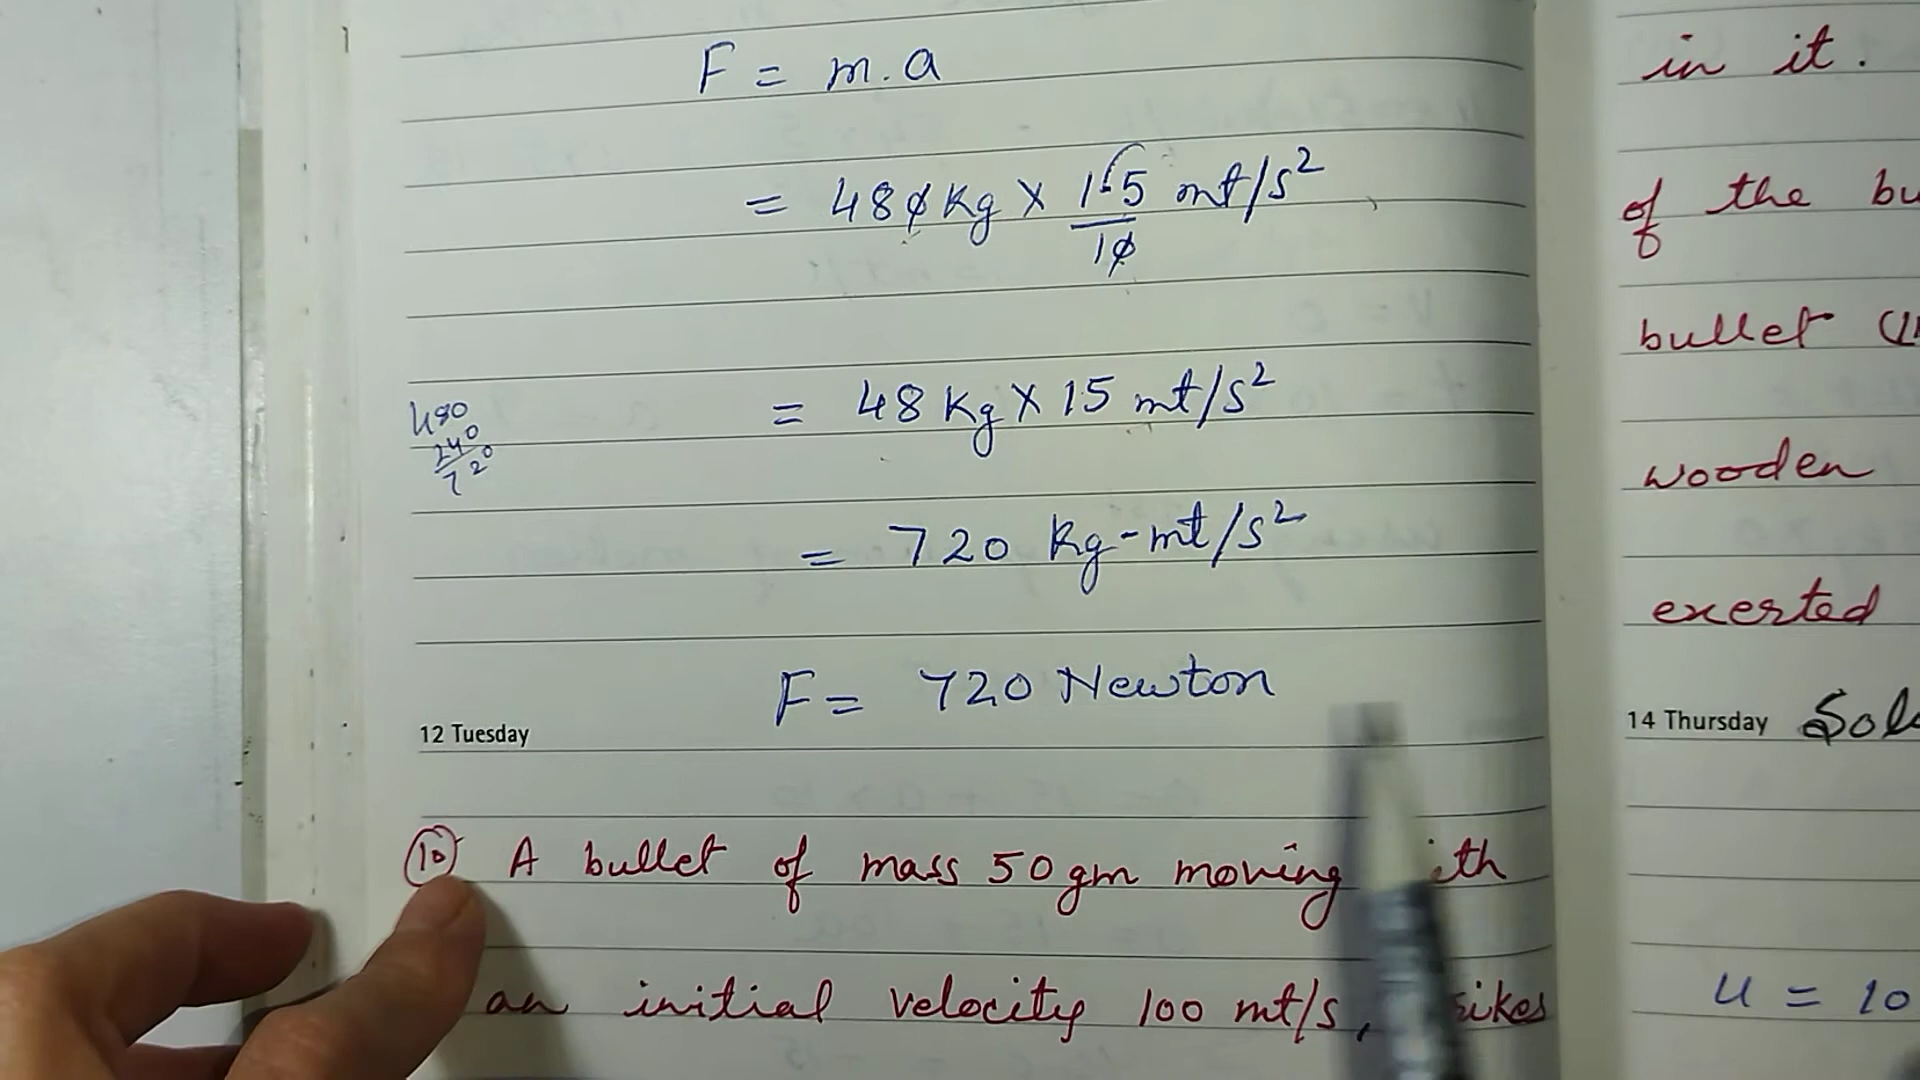 F = m.a
= 480 Kg × 1.5 mt/s²
10
= 48 Kg × 15 mt/s²
480
240
720
= 720 Kg-mt/s²
F = 720 Newton
12 Tuesday
10 A bullet of mass 50 gm moving
an initial velocity 100 mt/s,
in it.
of the
bullet
wooden
exerted
14 Thursday
u = 10